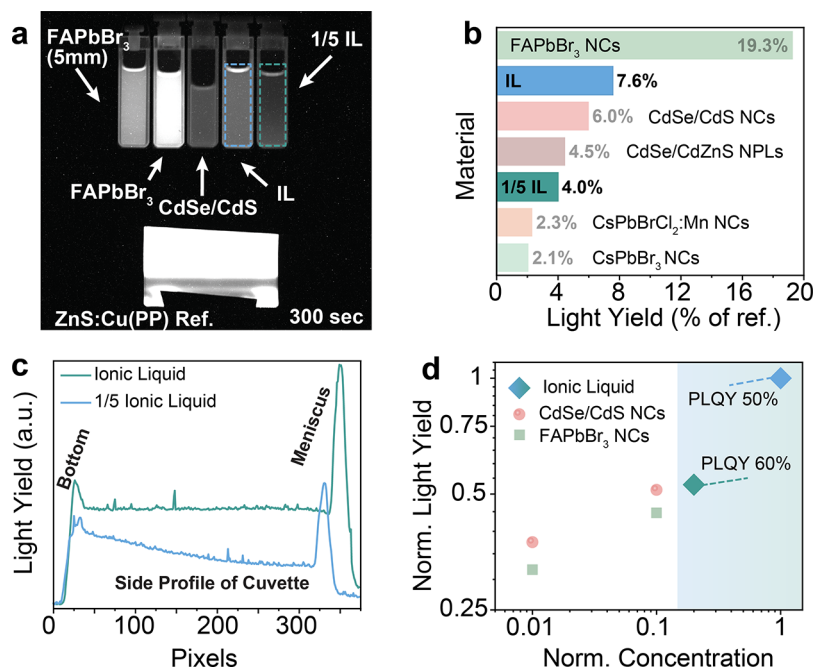 a
FAPbBr₃
(5mm)
1/5 IL
FAPbBr₃
CdSe/CdS
IL
ZnS:Cu(PP) Ref.
300 sec
b
Material
FAPbBr₃ NCs
19.3%
IL
7.6%
6.0%
CdSe/CdS NCs
4.5%
CdSe/CdZnS NPLs
1/5 IL
4.0%
2.3%
CsPbBrCl₂:Mn NCs
2.1%
CsPbBr₃ NCs
0 4 8 12 16 20
Light Yield (% of ref.)
c
Light Yield (a.u.)
Ionic Liquid
1/5 Ionic Liquid
Bottom
Meniscus
Side Profile of Cuvette
0 100 200 300
Pixels
d
Norm. Light Yield
1
0.75
0.5
0.25
Ionic Liquid
CdSe/CdS NCs
FAPbBr₃ NCs
PLQY 50%
PLQY 60%
0.01 0.1 1
Norm. Concentration